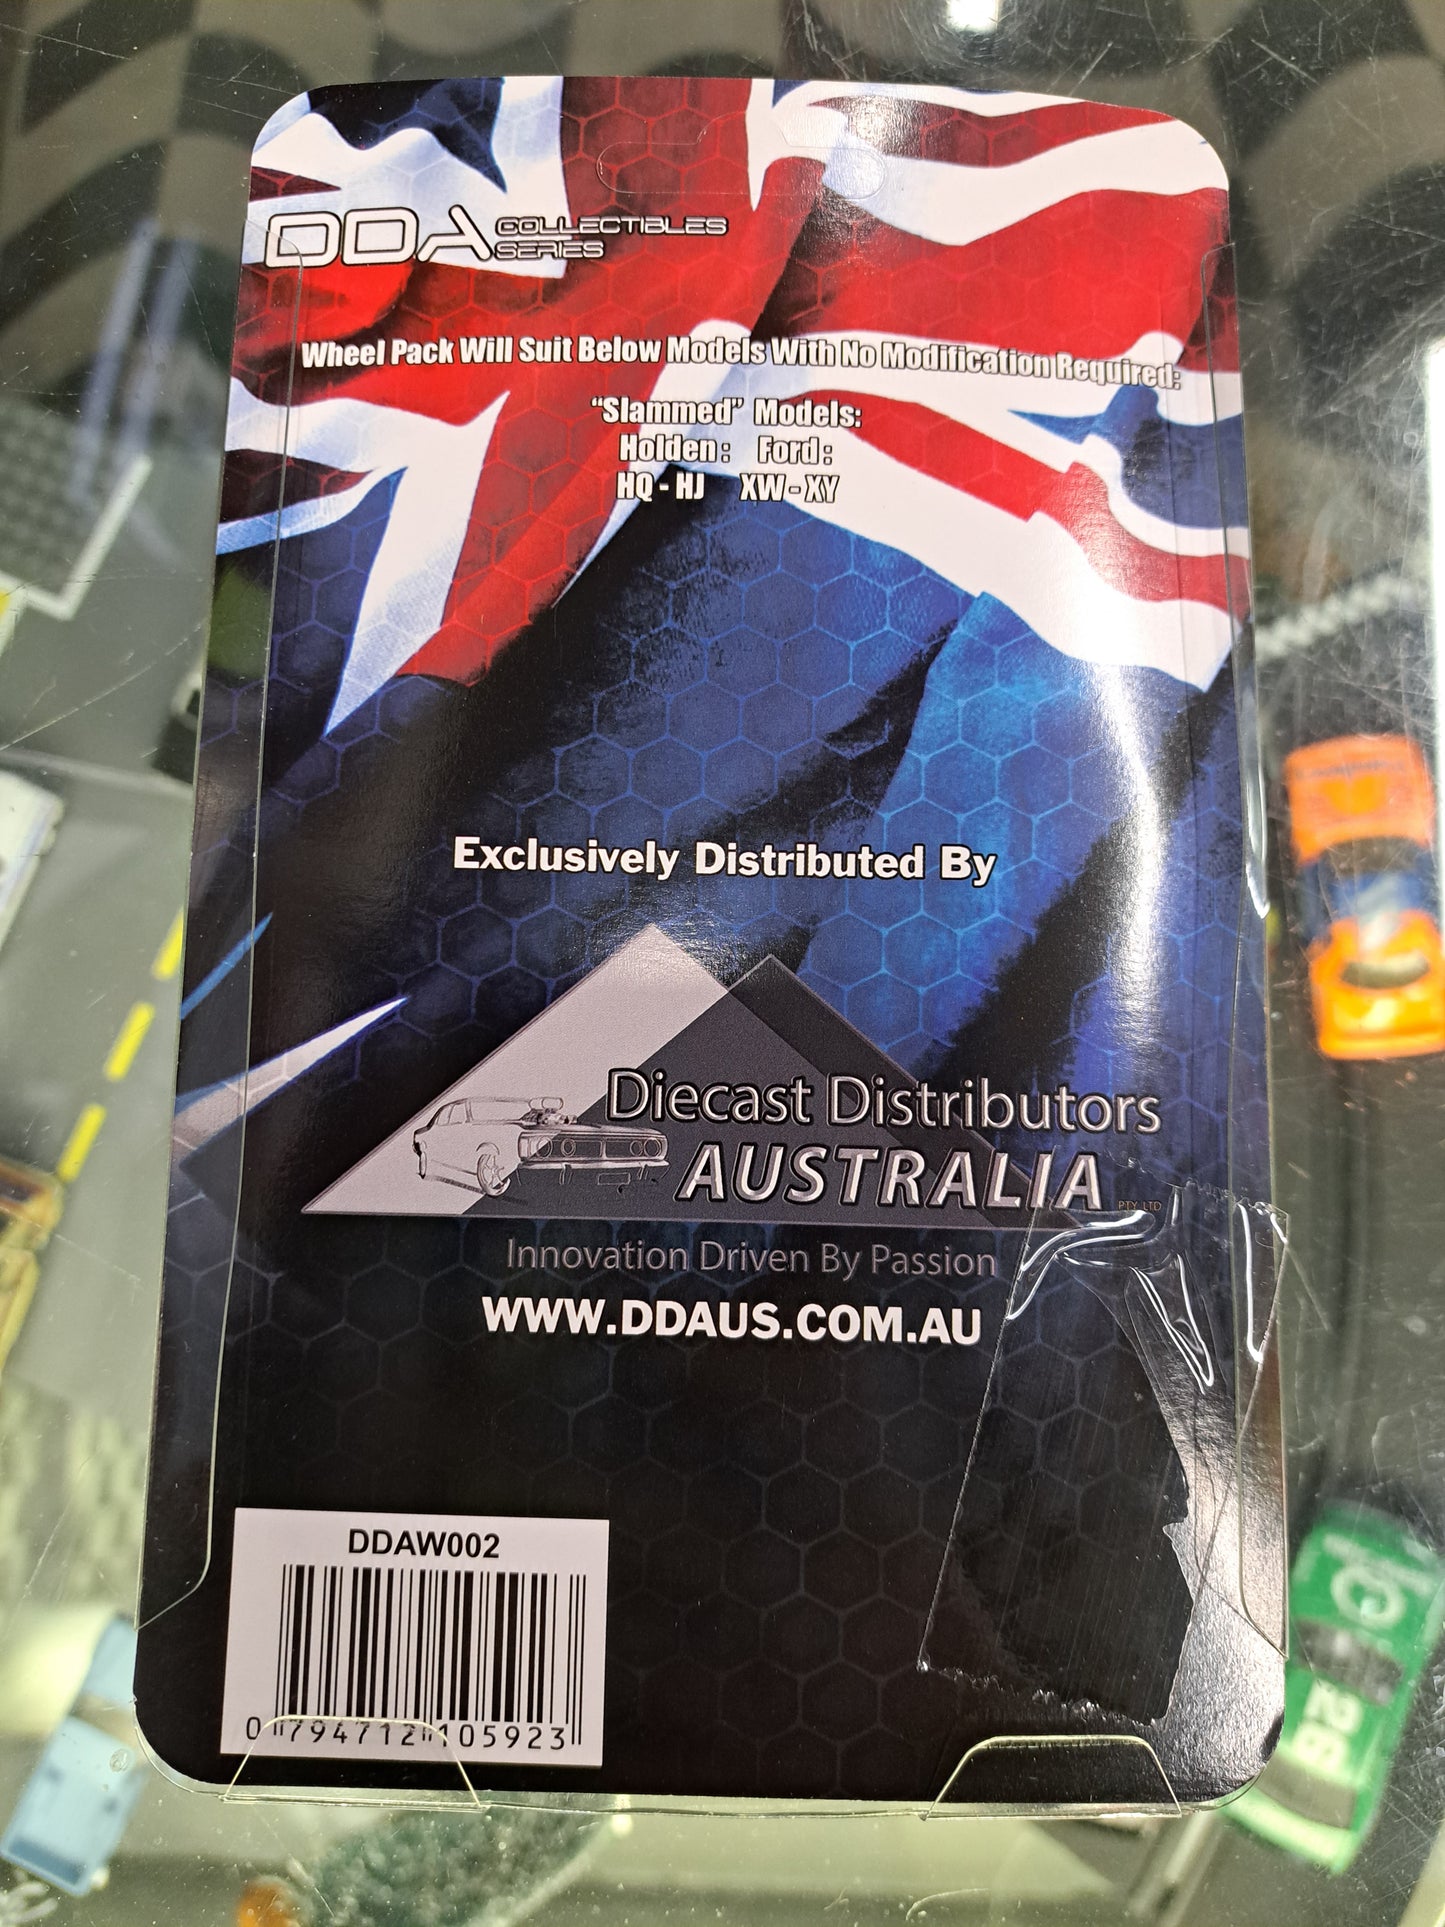 DDA COLLECTIBLES
SERIES
Wheel Pack Will Suit Below Models With No Modification Required:
"Slammed" Models:
Holden: Ford:
HQ - HJ XW - XY
Exclusively Distributed By
Diecast Distributors
AUSTRALIA PTY LTD
Innovation Driven By Passion
WWW.DDAUS.COM.AU
DDAW002
0 794712 105923
28